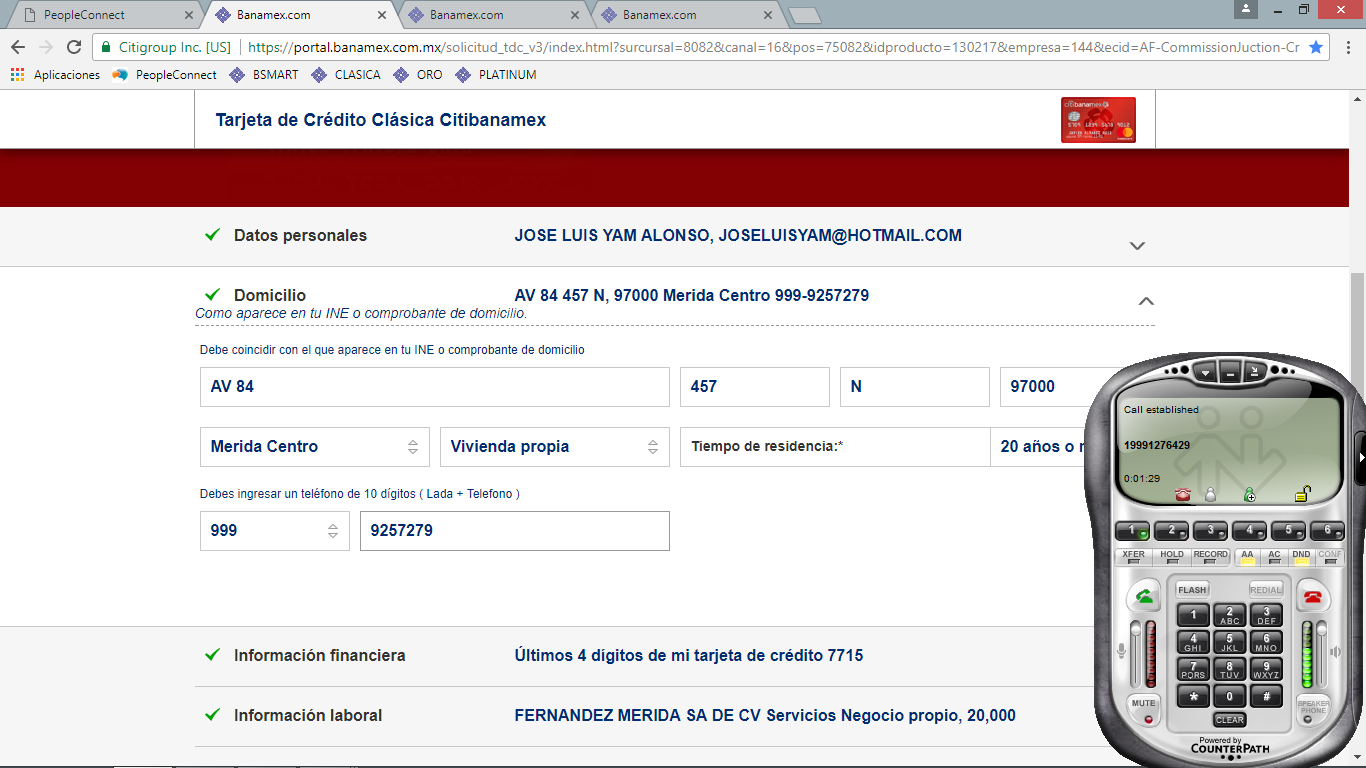 PeopleConnect
Banamex.com
Banamex.com
Banamex.com
Citigroup Inc. [US] https://portal.banamex.com.mx/solicitud_tdc_v3/index.html?sursursal=8082&canal=16&pos=75082&idproducto=130217&empresa=144&ecid=AF-CommissionJuction-Cr
Aplicaciones PeopleConnect BSMART CLASICA ORO PLATINUM
Tarjeta de Crédito Clásica Citibanamex
citibanamex
Datos personales JOSE LUIS YAM ALONSO, JOSELUISYAM@HOTMAIL.COM
Domicilio AV 84 457 N, 97000 Merida Centro 999-9257279
Como aparece en tu INE o comprobante de domicilio.
Debe coincidir con el que aparece en tu INE o comprobante de domicilio
AV 84 457 N 97000
Merida Centro Vivienda propia Tiempo de residencia:* 20 años o
Debes ingresar un teléfono de 10 dígitos ( Lada + Telefono )
999 9257279
Información financiera Últimos 4 dígitos de mi tarjeta de crédito 7715
Información laboral FERNANDEZ MERIDA SA DE CV Servicios Negocio propio, 20,000
Call established
19991276429
0:01:29
1 2 3 4 5 6
XFER HOLD RECORD AA AC DND CONF
FLASH REDIAL
1 2 ABC 3 DEF
4 GHI 5 JKL 6 MNO
7 PQRS 8 TUV 9 WXYZ
* 0 #
MUTE CLEAR SPEAKER PHONE
Powered by
COUNTERPATH